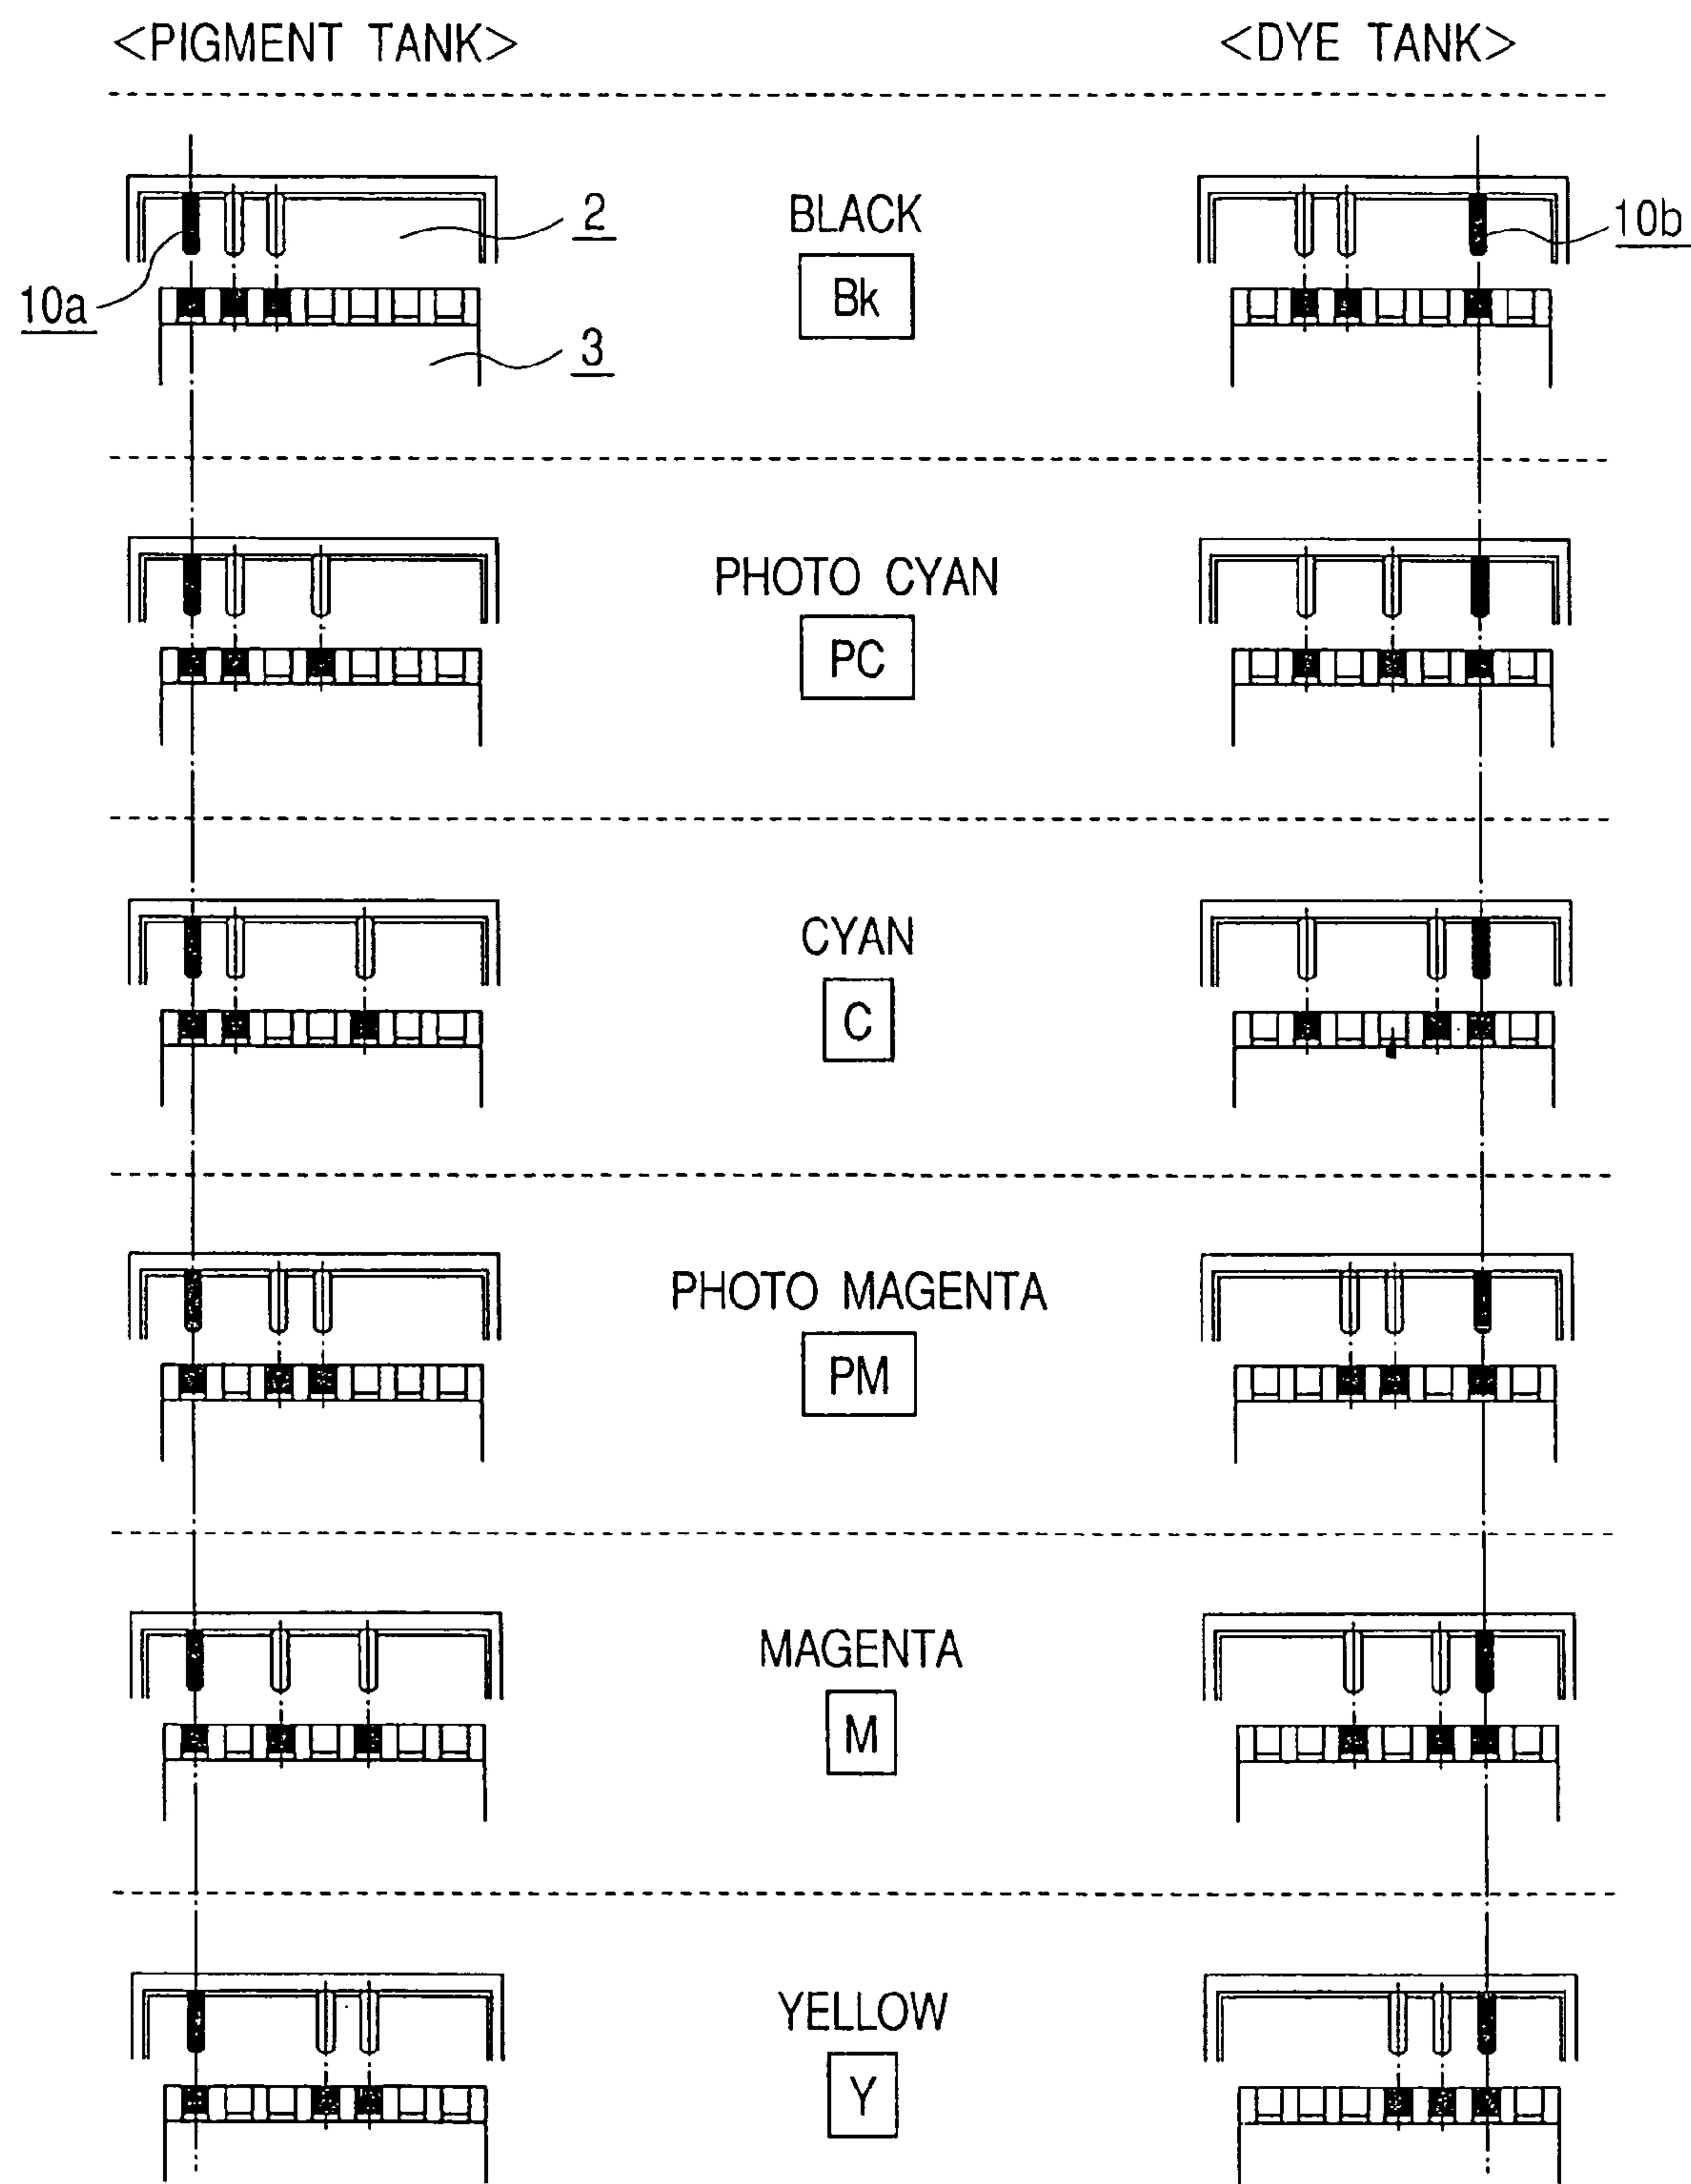 <PIGMENT TANK>
<DYE TANK>
BLACK
Bk
2
10a
3
10b
PHOTO CYAN
PC
CYAN
C
PHOTO MAGENTA
PM
MAGENTA
M
YELLOW
Y